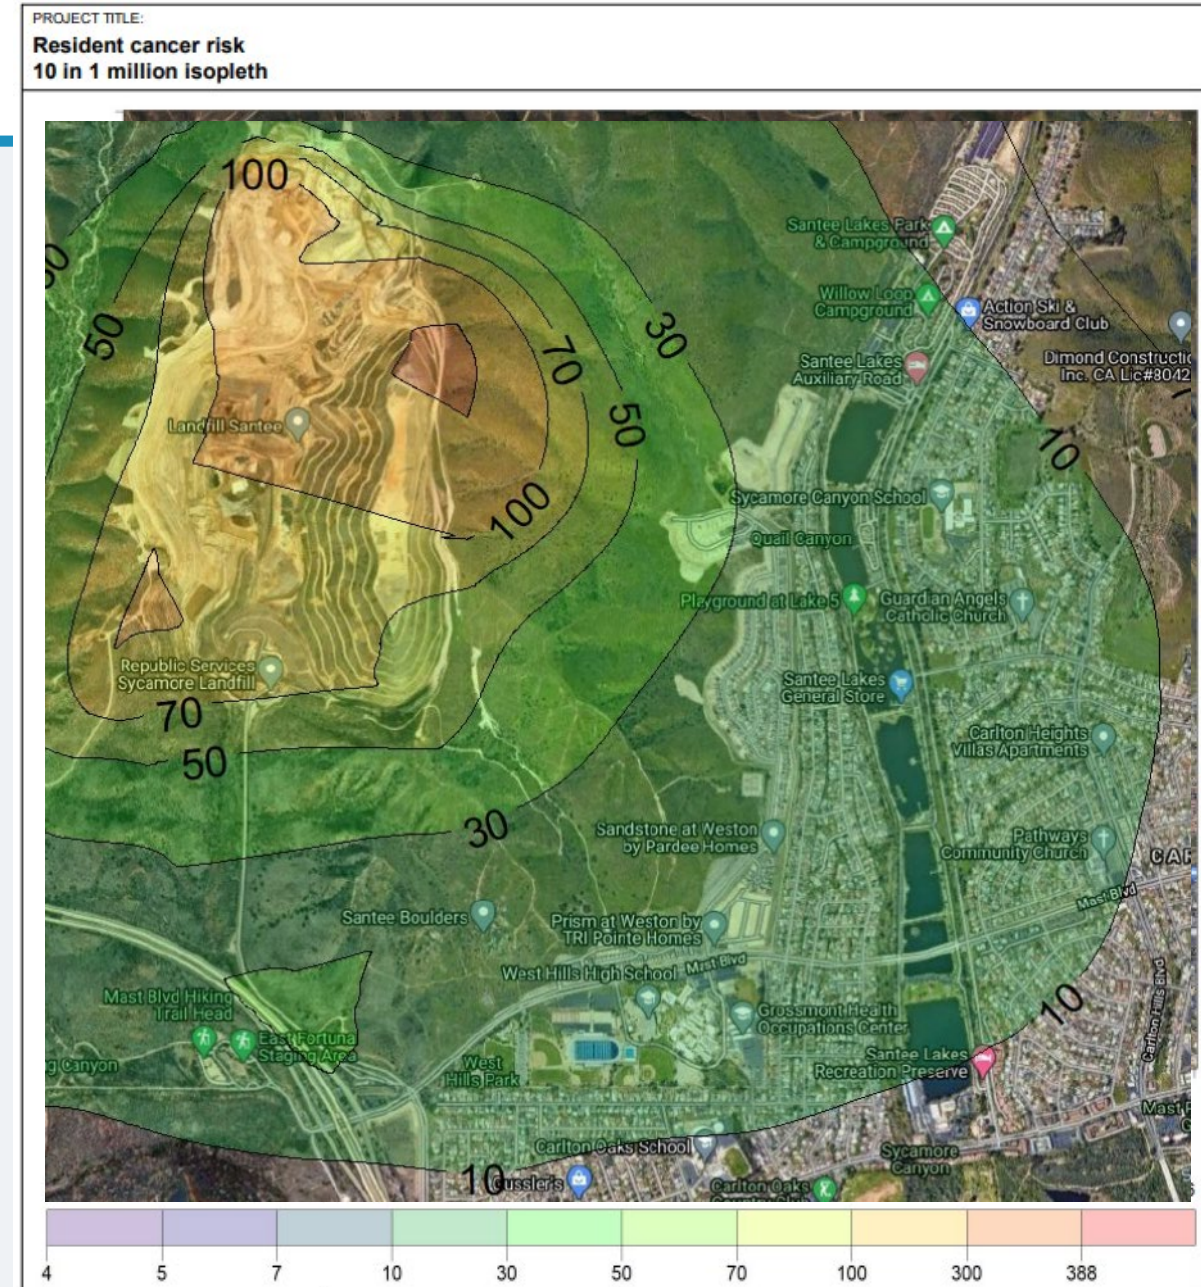 PROJECT TITLE:
Resident cancer risk
10 in 1 million isopleth
100
50
Santee Lakes Park
& Campground
Willow Loop
Campground
Action Ski &
Snowboard Club
30
50
70
Santee Lakes
Auxiliary Road
Dimond Constructic
Inc. CA Lic#8042
Landfill Santee
50
10
100
Sycamore Canyon School
Quail Canyon
Playground at Lake 5
Guardian Angels
Catholic Church
Republic Services
Sycamore Landfill
Santee Lakes
General Store
70
50
Carlton Heights
Villas Apartments
30
Sandstone at Weston
by Pardee Homes
Pathways
Community Church
CAR
Mast Blvd
Santee Boulders
Prism at Weston by
TRI Pointe Homes
West Hills High School
Mast Blvd
Mast Blvd Hiking
Trail Head
East Fortuna
Staging Area
Grossmont Health
Occupations Center
10
Carlton Hills Blvd
g Canyon
West
Hills Park
Santee Lakes
Recreation Preserve
Mast P
Carlton Oaks School
Sycamore
Canyon
10
ussler's
Carlton Oaks
4 5 7 10 30 50 70 100 300 388